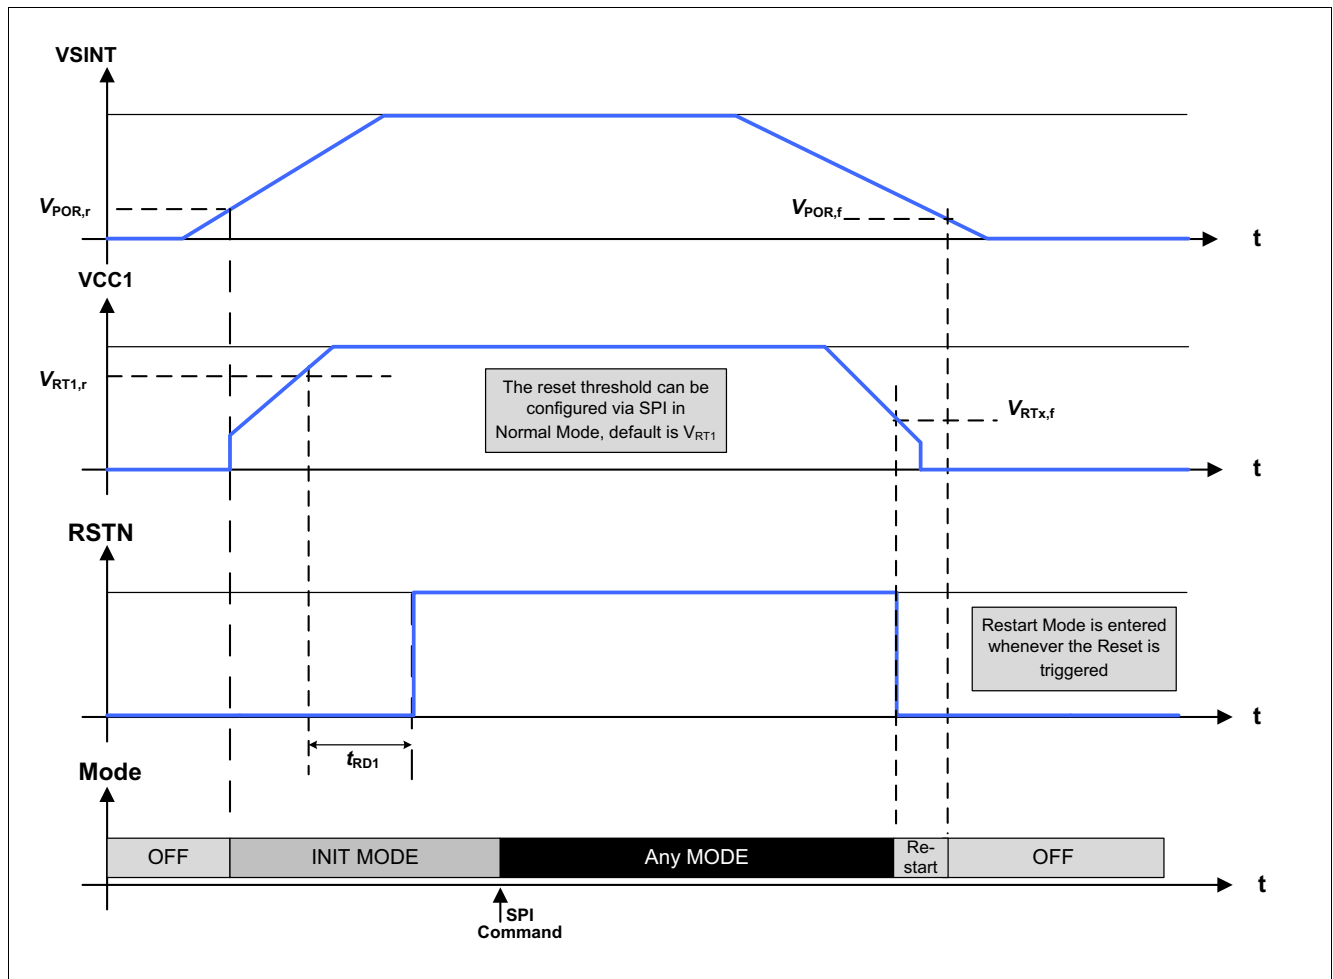 VSINT
VPOR,r
VPOR,f
t
VCC1
VRT1,r
The reset threshold can be
configured via SPI in
Normal Mode, default is VRT1
VRTx,f
t
RSTN
Restart Mode is entered
whenever the Reset is
triggered
t
tRD1
Mode
OFF
INIT MODE
Any MODE
Re-
start
OFF
t
SPI
Command